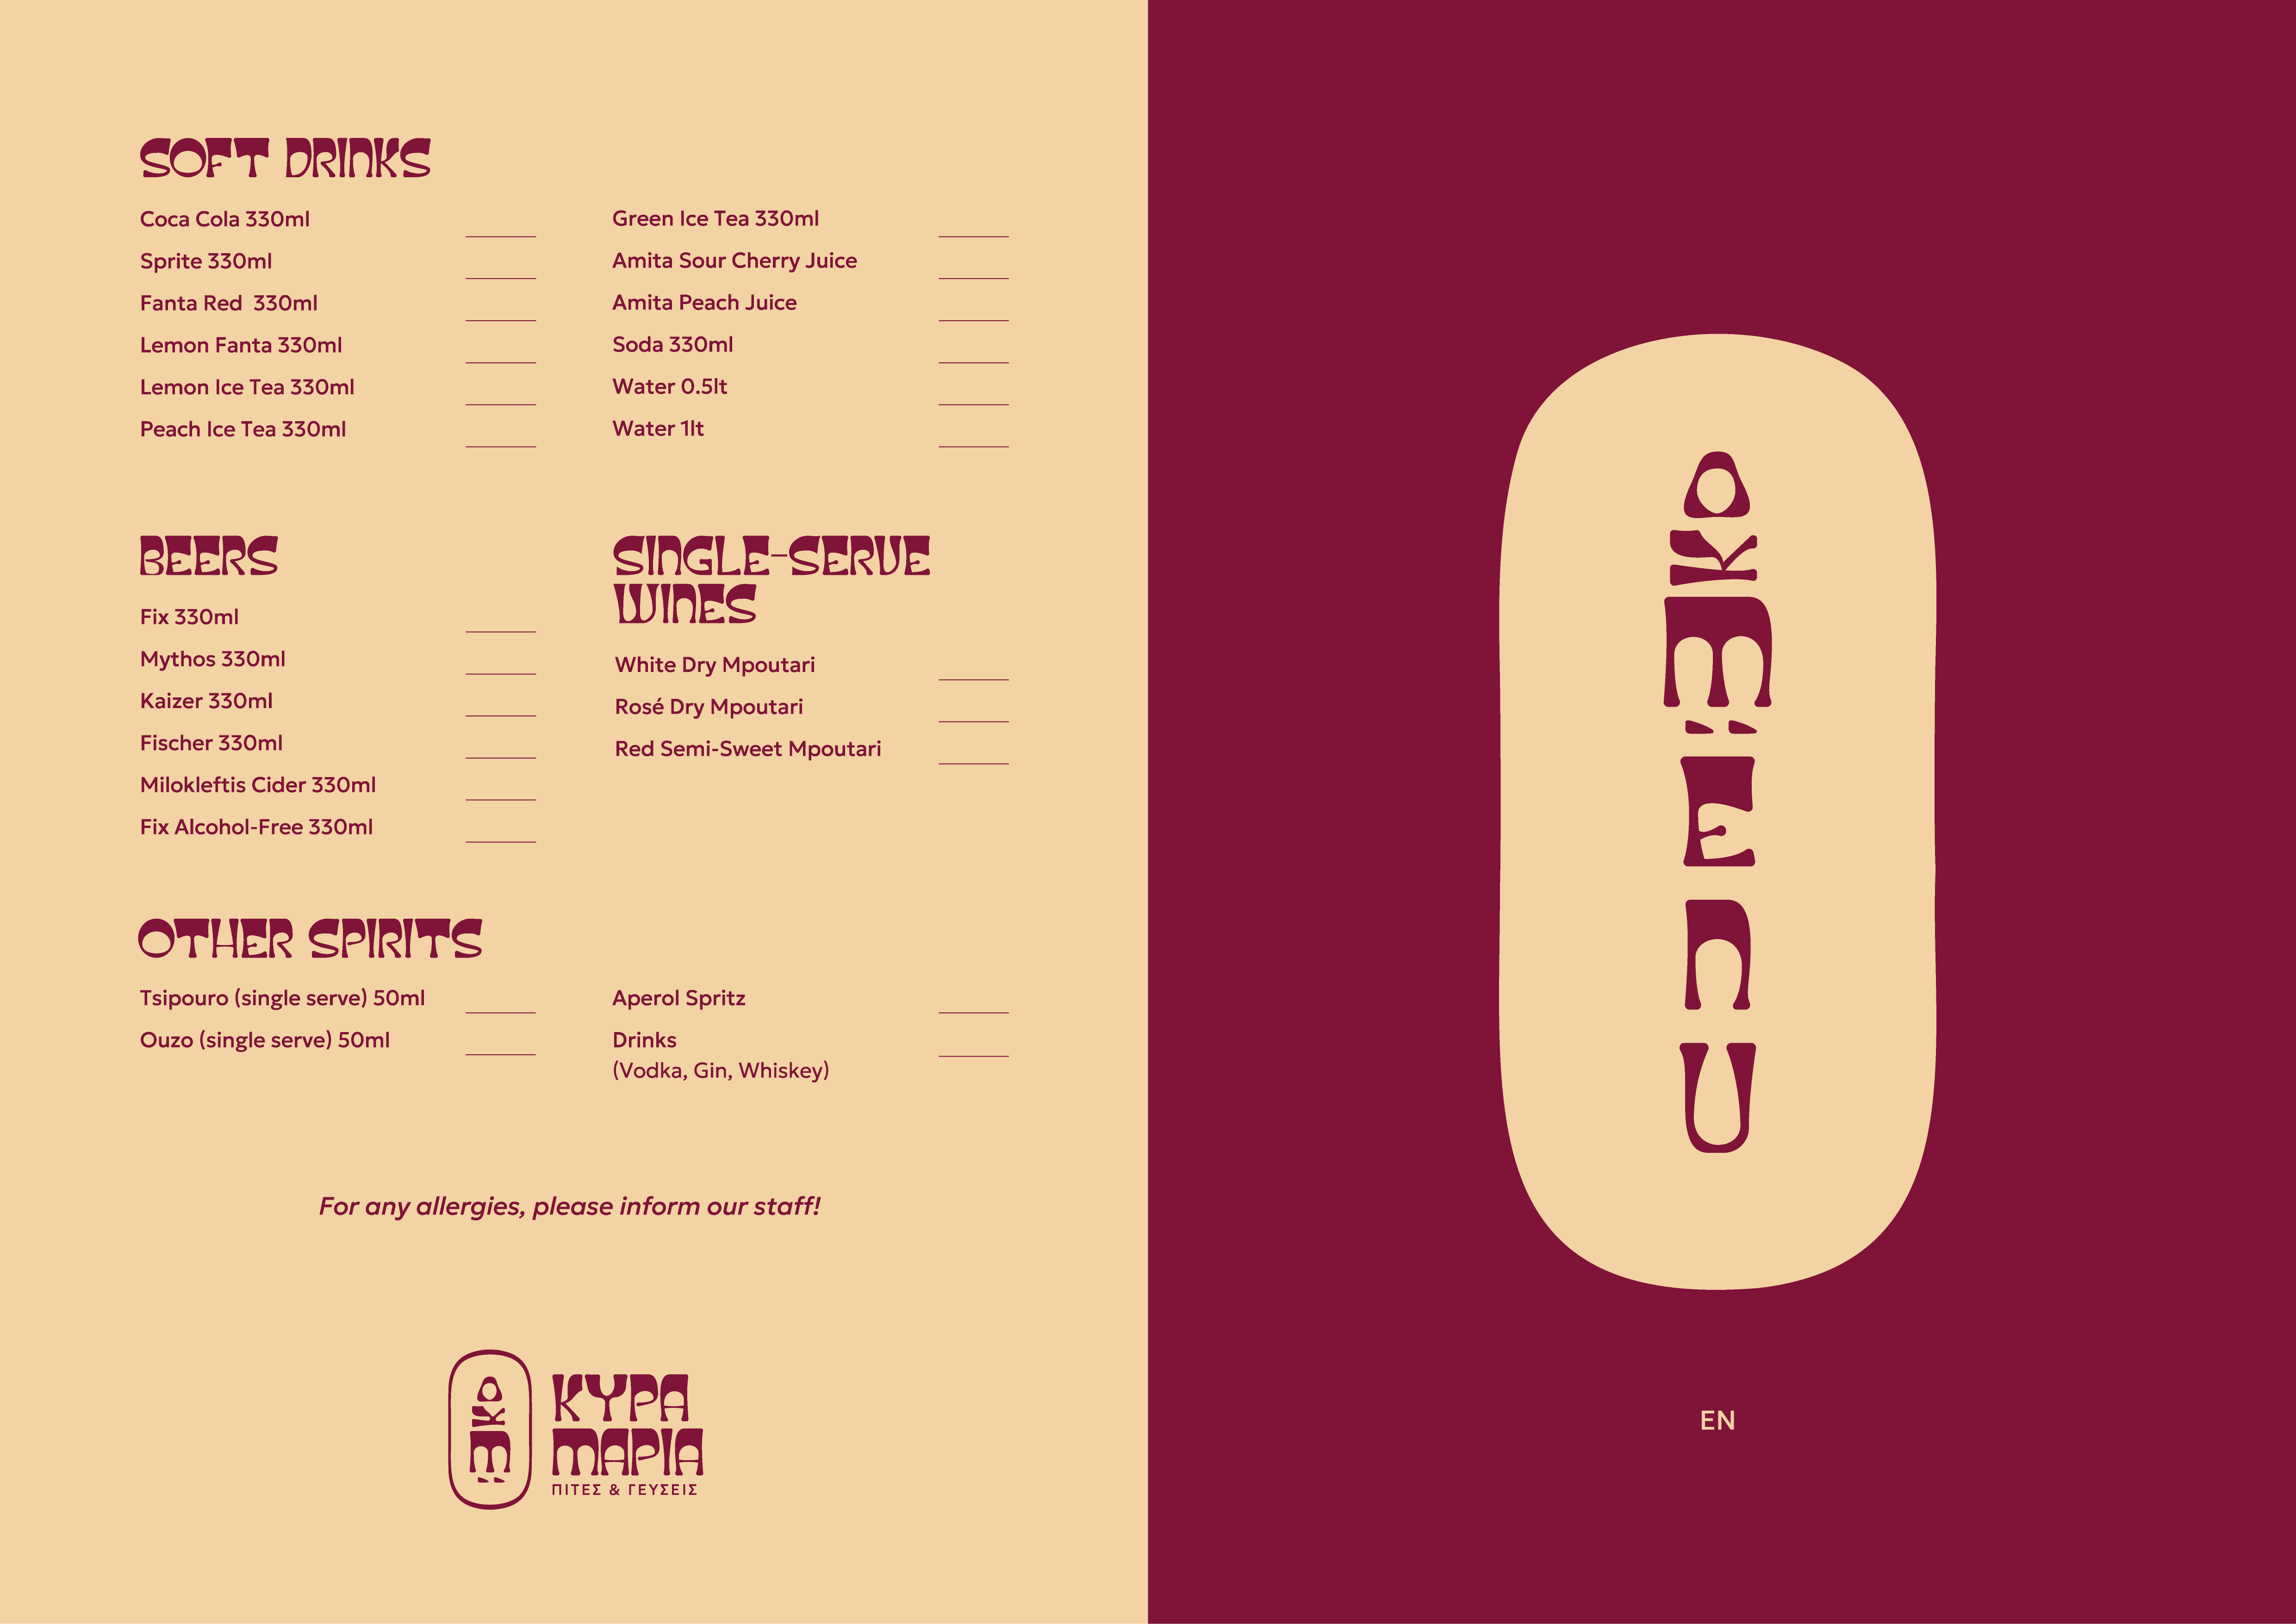 SOFT DRINKS
Coca Cola 330ml
Sprite 330ml
Fanta Red  330ml
Lemon Fanta 330ml
Lemon Ice Tea 330ml
Peach Ice Tea 330ml
Green Ice Tea 330ml
Amita Sour Cherry Juice
Amita Peach Juice
Soda 330ml
Water 0.5lt
Water 1lt
BEERS
Fix 330ml
Mythos 330ml
Kaizer 330ml
Fischer 330ml
Milokleftis Cider 330ml
Fix Alcohol-Free 330ml
SINGLE-SERVE
WINES
White Dry Mpoutari
Rosé Dry Mpoutari
Red Semi-Sweet Mpoutari
OTHER SPIRITS
Tsipouro (single serve) 50ml
Ouzo (single serve) 50ml
Aperol Spritz
Drinks
(Vodka, Gin, Whiskey)
For any allergies, please inform our staff!
ΚΥΡΑ
ΜΑΡΙΑ
ΠΙΤΕΣ & ΓΕΥΣΕΙΣ
MENU
EN